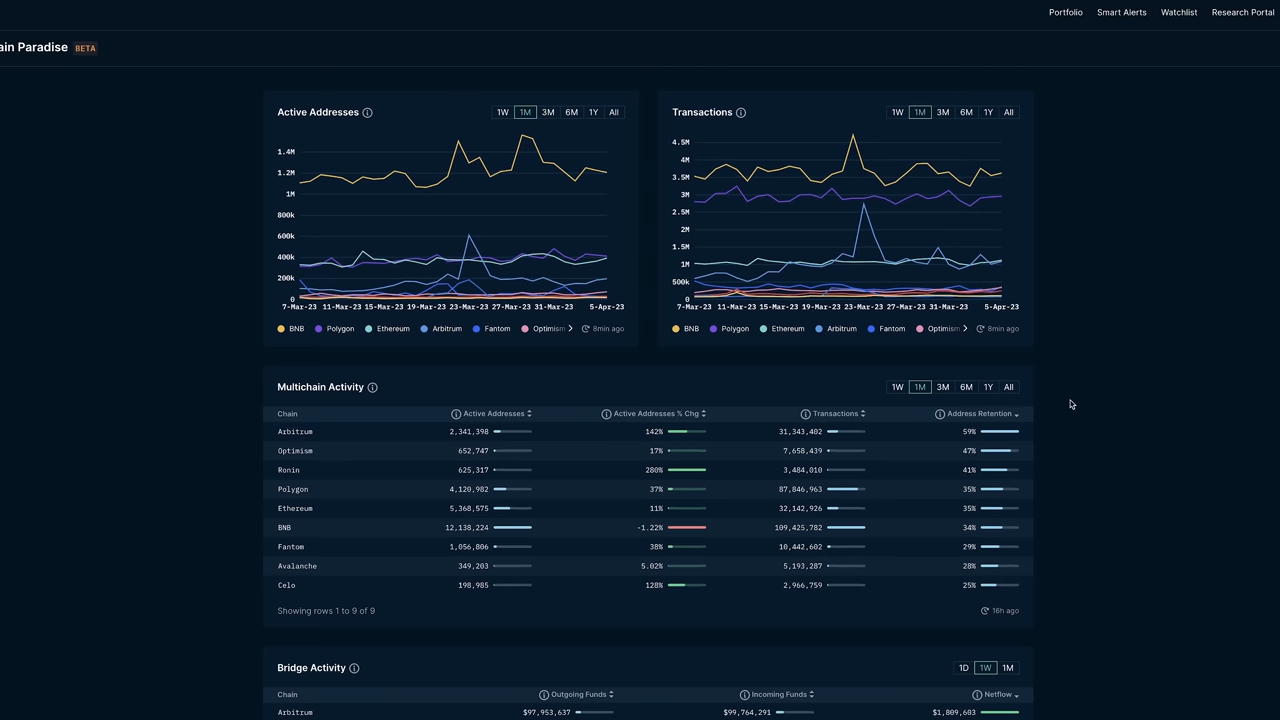 Portfolio Smart Alerts Watchlist Research Portal
ain Paradise BETA
Active Addresses 1W 1M 3M 6M 1Y All
1.4M
1.2M
1M
800k
600k
400k
200k
0
7-Mar-23 11-Mar-23 15-Mar-23 19-Mar-23 23-Mar-23 27-Mar-23 31-Mar-23 5-Apr-23
BNB Polygon Ethereum Arbitrum Fantom Optimism 8min ago
Transactions 1W 1M 3M 6M 1Y All
4.5M
4M
3.5M
3M
2.5M
2M
1.5M
1M
500k
0
7-Mar-23 11-Mar-23 15-Mar-23 19-Mar-23 23-Mar-23 27-Mar-23 31-Mar-23 5-Apr-23
BNB Polygon Ethereum Arbitrum Fantom Optimism 8min ago
Multichain Activity 1W 1M 3M 6M 1Y All
Chain Active Addresses Active Addresses % Chg Transactions Address Retention
Arbitrum 2,341,398 142% 31,343,402 59%
Optimism 652,747 17% 7,658,439 47%
Ronin 625,317 280% 3,484,010 41%
Polygon 4,120,982 37% 87,846,963 35%
Ethereum 5,368,575 11% 32,142,926 35%
BNB 12,138,224 -1.22% 109,425,782 34%
Fantom 1,056,806 38% 10,442,602 29%
Avalanche 349,203 5.02% 5,193,287 28%
Celo 198,985 128% 2,966,759 25%
Showing rows 1 to 9 of 9 16h ago
Bridge Activity 1D 1W 1M
Chain Outgoing Funds Incoming Funds Netflow
Arbitrum $97,953,637 $99,764,291 $1,809,603